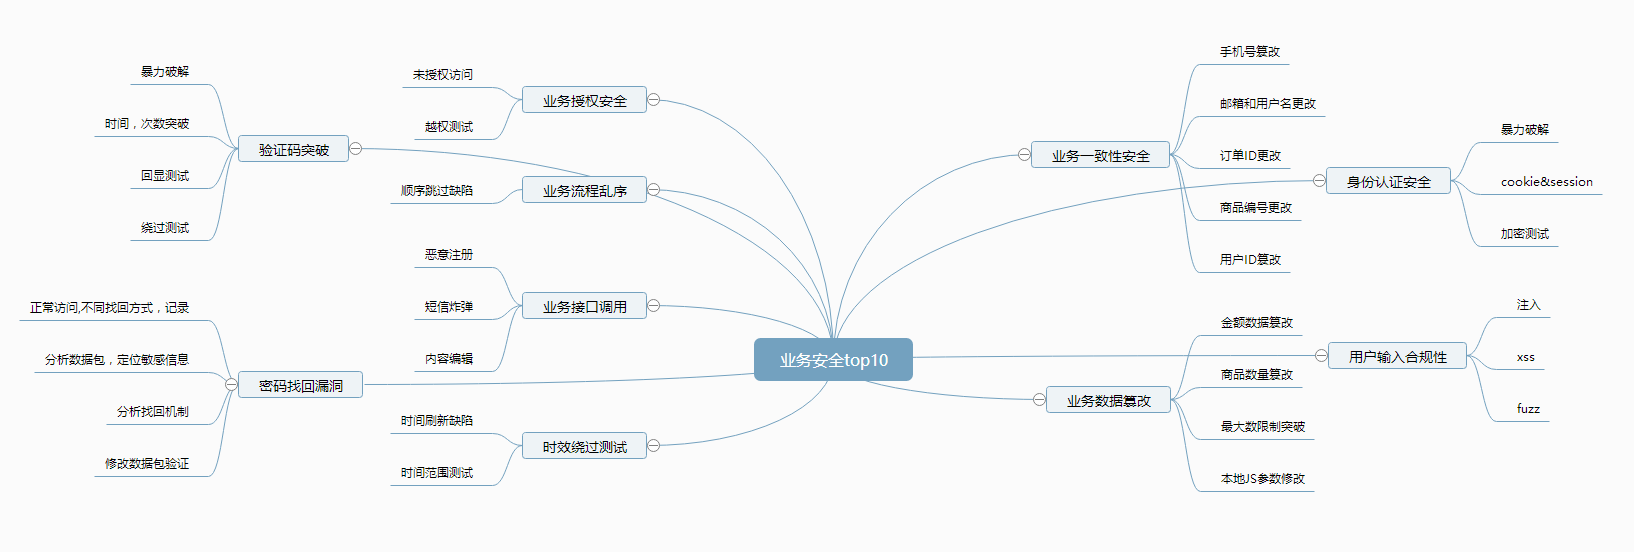 业务安全top10
业务授权安全
未授权访问
越权测试
验证码突破
暴力破解
时间，次数突破
回显测试
绕过测试
业务流程乱序
顺序跳过缺陷
业务接口调用
恶意注册
短信炸弹
内容编辑
密码找回漏洞
正常访问,不同找回方式，记录
分析数据包，定位敏感信息
分析找回机制
修改数据包验证
时效绕过测试
时间刷新缺陷
时间范围测试
业务一致性安全
手机号篡改
邮箱和用户名更改
订单ID更改
商品编号更改
用户ID篡改
身份认证安全
暴力破解
cookie&session
加密测试
用户输入合规性
注入
xss
fuzz
业务数据篡改
金额数据篡改
商品数量篡改
最大数限制突破
本地JS参数修改